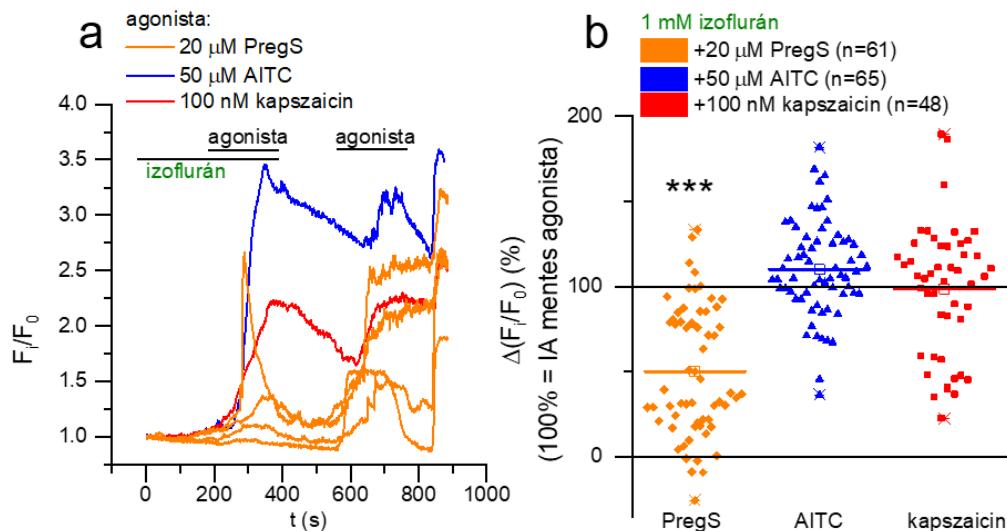 a
agonista:
20 μM PregS
50 μM AITC
100 nM kapszaicin
agonista
agonista
izoflurán
4.0
3.5
3.0
2.5
2.0
1.5
1.0
Fᵢ/F₀
0
200
400
600
800
1000
t (s)
b
1 mM izoflurán
+20 μM PregS (n=61)
+50 μM AITC (n=65)
+100 nM kapszaicin (n=48)
200
100
0
Δ(Fᵢ/F₀) (%)
(100% = IA mentes agonista)
***
PregS
AITC
kapszaicin